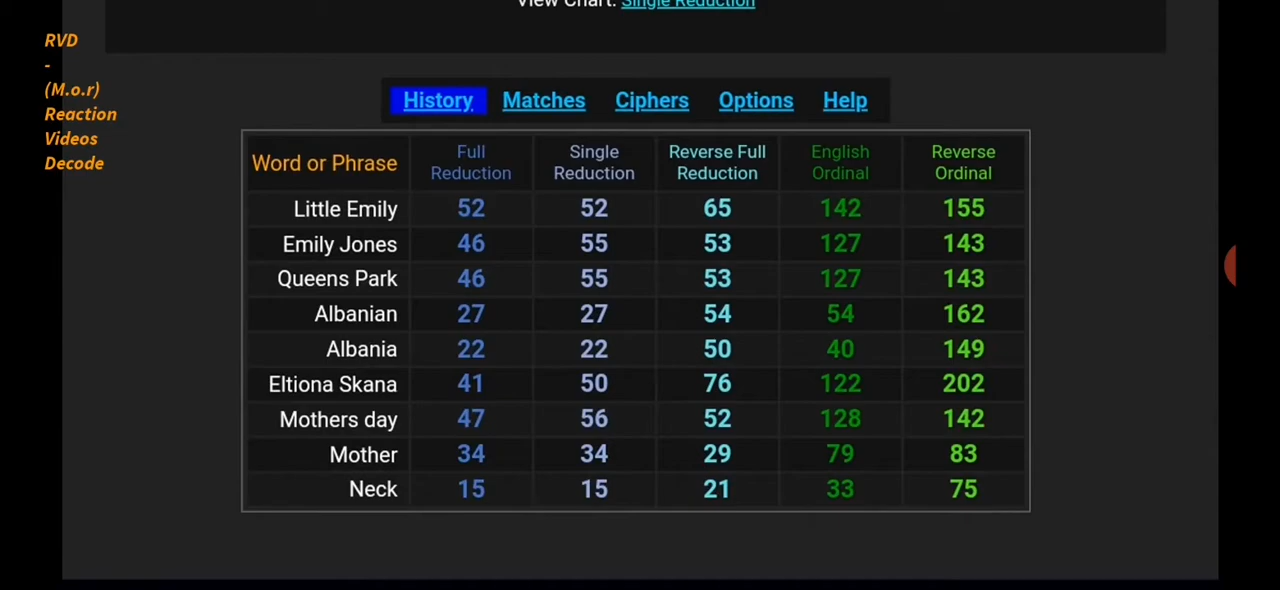 View Chart: Single Reduction
RVD
-
(M.o.r)
Reaction
Videos
Decode
History Matches Ciphers Options Help
Word or Phrase Full Reduction Single Reduction Reverse Full Reduction English Ordinal Reverse Ordinal
Little Emily 52 52 65 142 155
Emily Jones 46 55 53 127 143
Queens Park 46 55 53 127 143
Albanian 27 27 54 54 162
Albania 22 22 50 40 149
Eltiona Skana 41 50 76 122 202
Mothers day 47 56 52 128 142
Mother 34 34 29 79 83
Neck 15 15 21 33 75